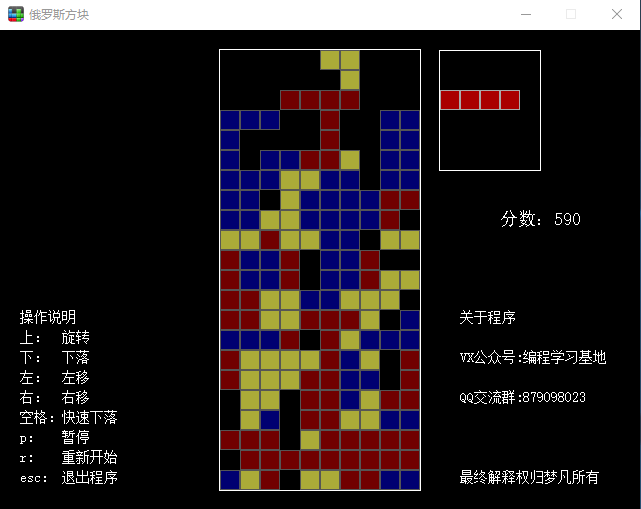 俄罗斯方块
分数: 590
操作说明
上: 旋转
下: 下落
左: 左移
右: 右移
空格:快速下落
p: 暂停
r: 重新开始
esc: 退出程序
关于程序
VX公众号:编程学习基地
QQ交流群:879098023
最终解释权归梦凡所有